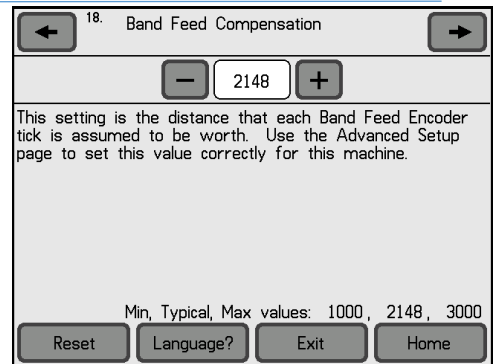 18. Band Feed Compensation
− 2148 +
This setting is the distance that each Band Feed Encoder
tick is assumed to be worth. Use the Advanced Setup
page to set this value correctly for this machine.
Min, Typical, Max values: 1000, 2148, 3000
Reset Language? Exit Home